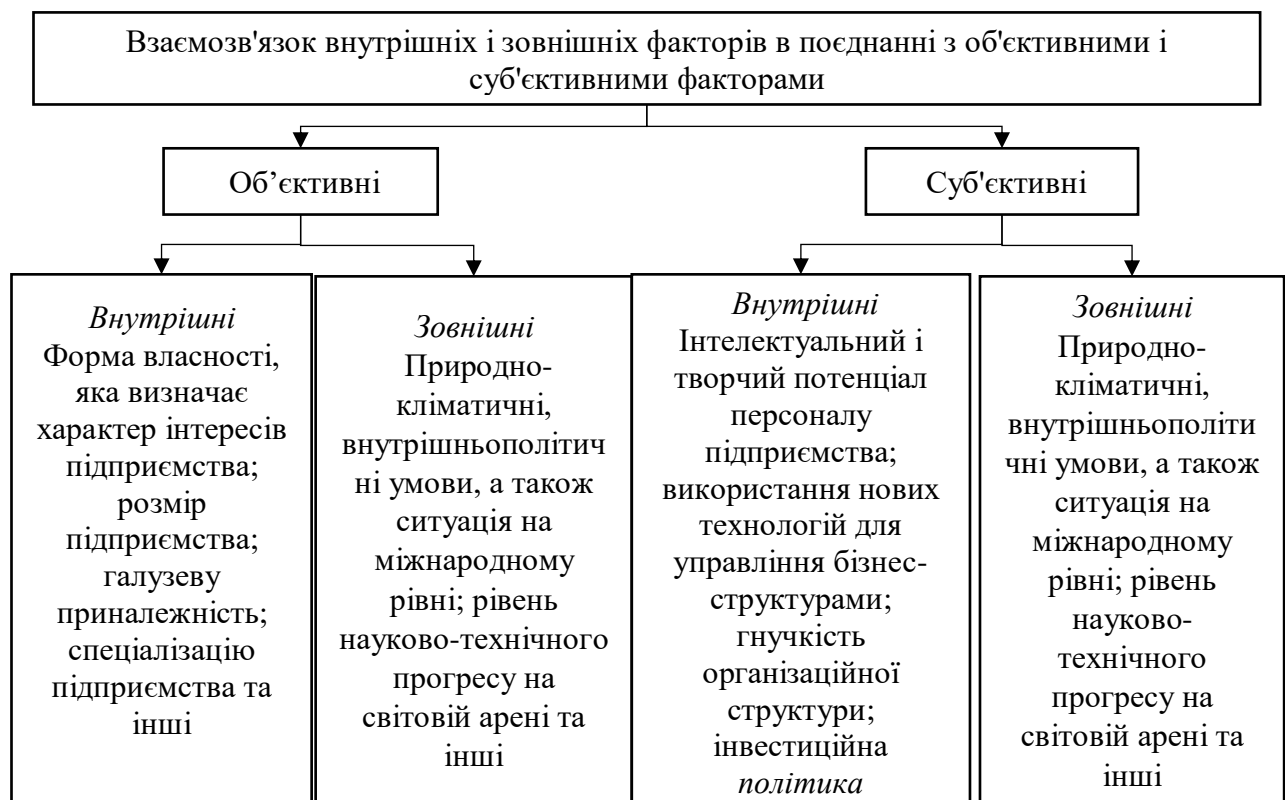 Взаємозв'язок внутрішніх і зовнішніх факторів в поєднанні з об'єктивними і
суб'єктивними факторами
Об’єктивні
Суб'єктивні
Внутрішні
Форма власності,
яка визначає
характер інтересів
підприємства;
розмір
підприємства;
галузеву
приналежність;
спеціалізацію
підприємства та
інші
Зовнішні
Природно-
кліматичні,
внутрішньополітич
ні умови, а також
ситуація на
міжнародному
рівні; рівень
науково-технічного
прогресу на
світовій арені та
інші
Внутрішні
Інтелектуальний і
творчий потенціал
персоналу
підприємства;
використання нових
технологій для
управління бізнес-
структурами;
гнучкість
організаційної
структури;
інвестиційна
політика
Зовнішні
Природно-
кліматичні,
внутрішньополіти
чні умови, а також
ситуація на
міжнародному
рівні; рівень
науково-
технічного
прогресу на
світовій арені та
інші